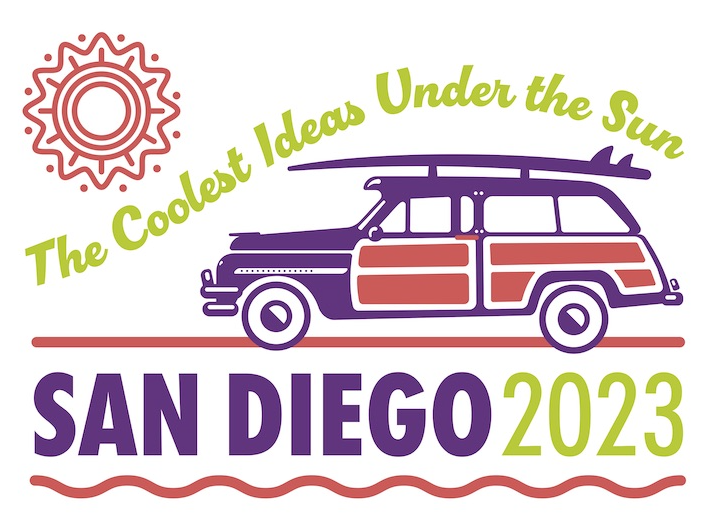 The Coolest Ideas Under the Sun
SAN DIEGO 2023